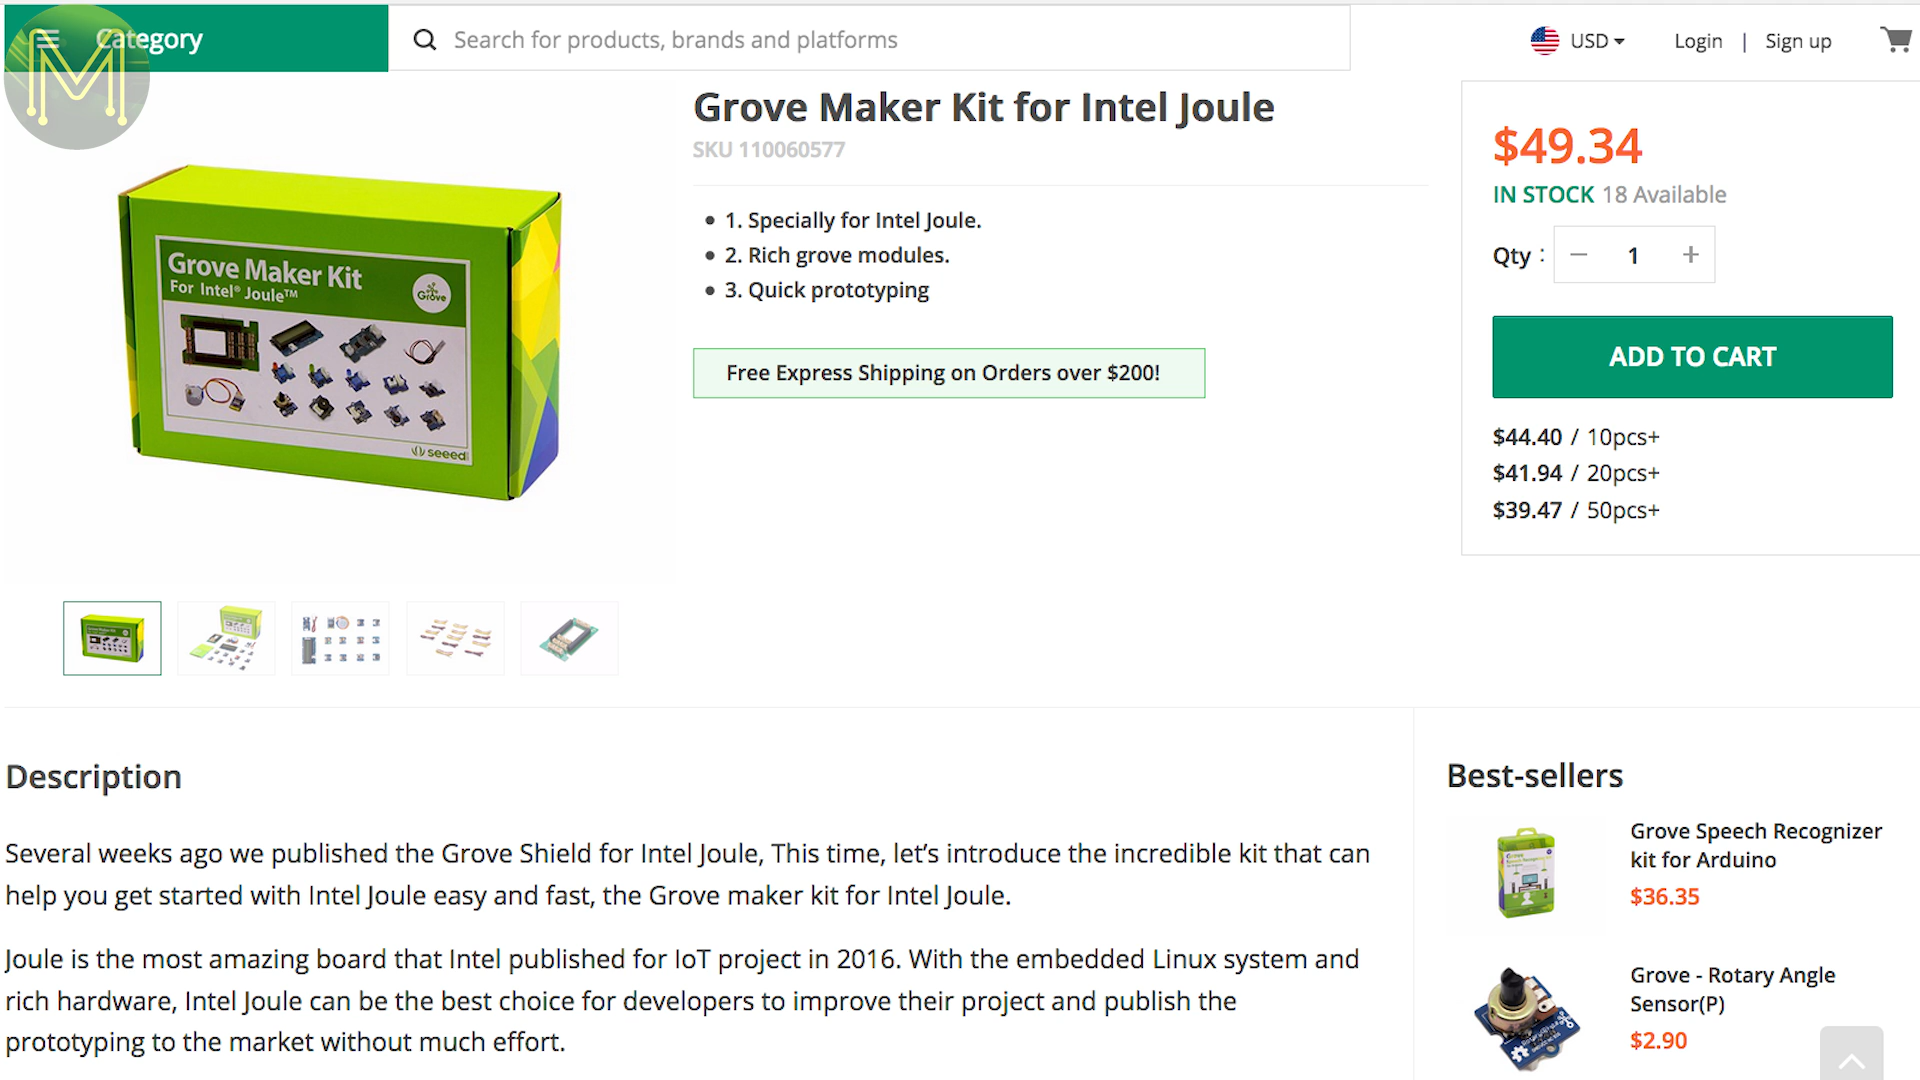 Category
Search for products, brands and platforms
USD
Login | Sign up
Grove Maker Kit for Intel Joule
SKU 110060577
1. Specially for Intel Joule.
2. Rich grove modules.
3. Quick prototyping
Free Express Shipping on Orders over $200!
Grove Maker Kit
For Intel® Joule™
Grove
seeed
$49.34
IN STOCK 18 Available
Qty : − 1 +
ADD TO CART
$44.40 / 10pcs+
$41.94 / 20pcs+
$39.47 / 50pcs+
Description
Several weeks ago we published the Grove Shield for Intel Joule, This time, let’s introduce the incredible kit that can
help you get started with Intel Joule easy and fast, the Grove maker kit for Intel Joule.
Joule is the most amazing board that Intel published for IoT project in 2016. With the embedded Linux system and
rich hardware, Intel Joule can be the best choice for developers to improve their project and publish the
prototyping to the market without much effort.
Best-sellers
Grove Speech Recognizer
kit for Arduino
$36.35
Grove - Rotary Angle
Sensor(P)
$2.90